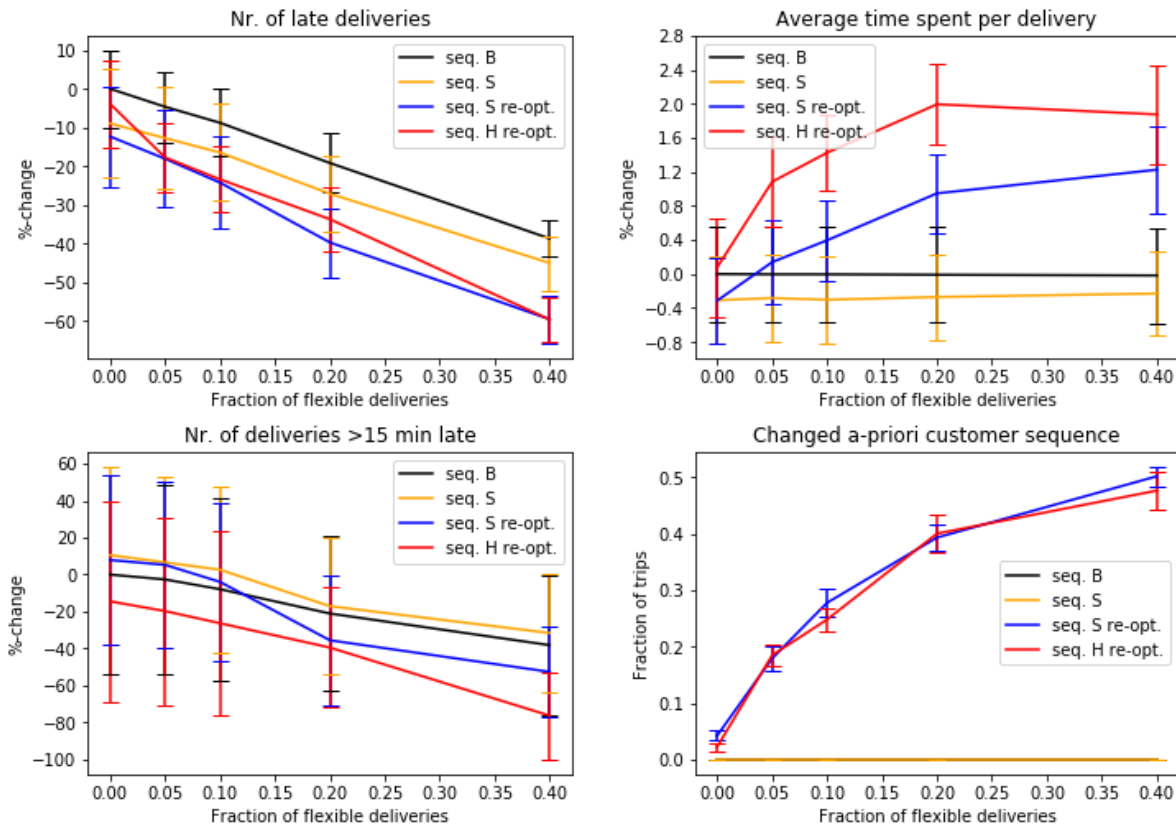 Nr. of late deliveries
10
0
−10
−20
−30
−40
−50
−60
%-change
seq. B
seq. S
seq. S re-opt.
seq. H re-opt.
0.00 0.05 0.10 0.15 0.20 0.25 0.30 0.35 0.40
Fraction of flexible deliveries
Average time spent per delivery
2.8
2.4
2.0
1.6
1.2
0.8
0.4
0.0
−0.4
−0.8
%-change
seq. B
seq. S
seq. S re-opt.
seq. H re-opt.
0.00 0.05 0.10 0.15 0.20 0.25 0.30 0.35 0.40
Fraction of flexible deliveries
Nr. of deliveries >15 min late
60
40
20
0
−20
−40
−60
−80
−100
%-change
seq. B
seq. S
seq. S re-opt.
seq. H re-opt.
0.00 0.05 0.10 0.15 0.20 0.25 0.30 0.35 0.40
Fraction of flexible deliveries
Changed a-priori customer sequence
0.5
0.4
0.3
0.2
0.1
0.0
Fraction of trips
seq. B
seq. S
seq. S re-opt.
seq. H re-opt.
0.00 0.05 0.10 0.15 0.20 0.25 0.30 0.35 0.40
Fraction of flexible deliveries